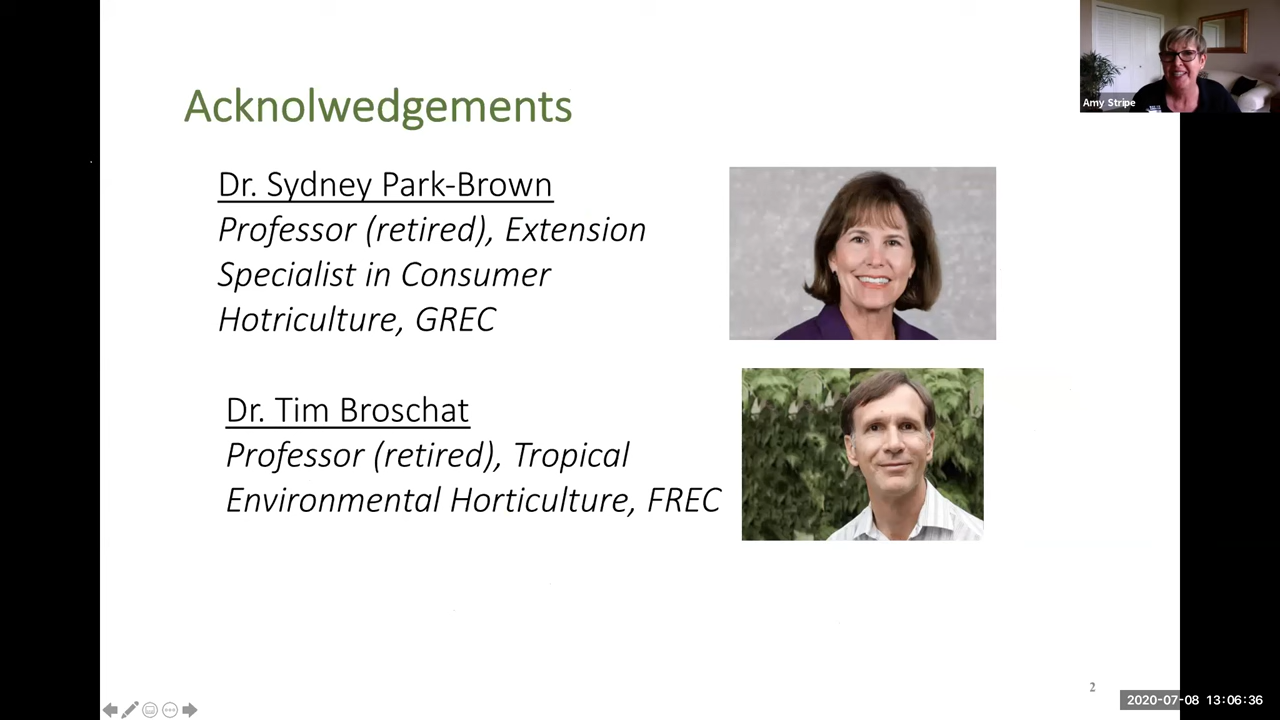 Acknolwedgements
Amy Stripe
Dr. Sydney Park-Brown
Professor (retired), Extension
Specialist in Consumer
Hotriculture, GREC
Dr. Tim Broschat
Professor (retired), Tropical
Environmental Horticulture, FREC
2
2020-07-08 13:06:36